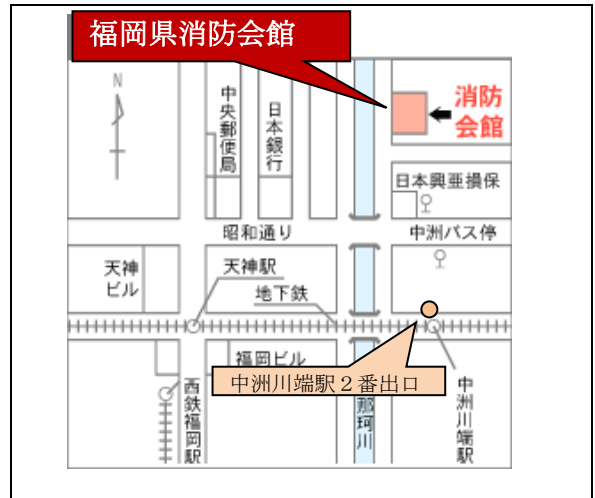 福岡県消防会館
N
中央郵便局
日本銀行
消防
会館
日本興亜損保
昭和通り
中洲バス停
天神
ビル
天神駅
地下鉄
福岡ビル
中洲川端駅2番出口
西鉄福岡駅
那珂川
中洲川端駅